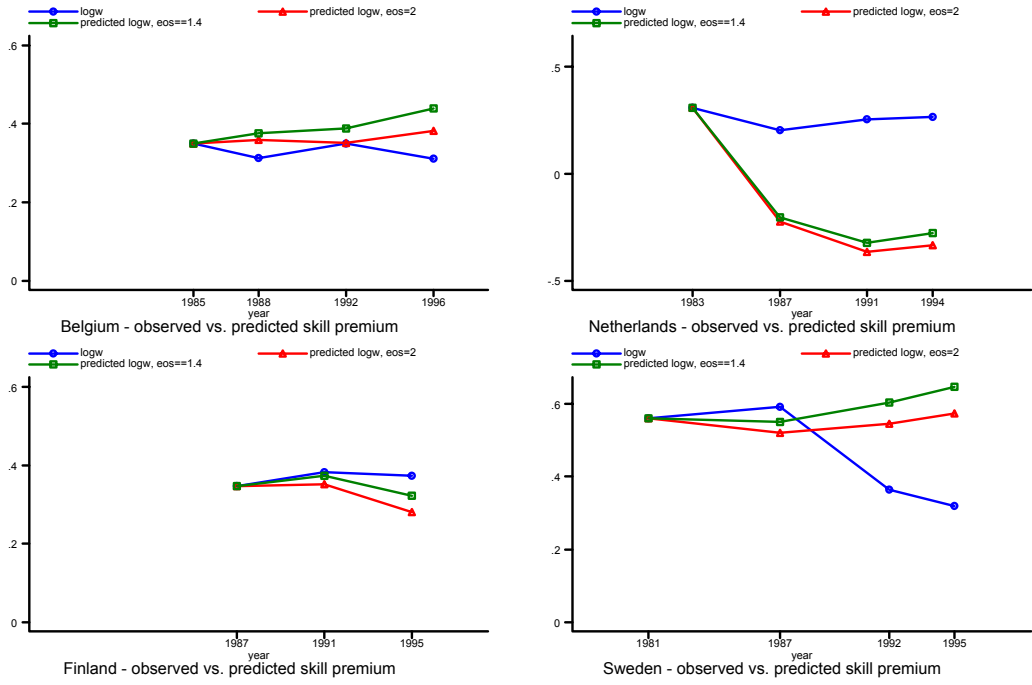 logw predicted logw, eos=2
predicted logw, eos==1.4
.6
.4
.2
0
1985 1988 1992 1996
year
Belgium - observed vs. predicted skill premium
logw predicted logw, eos=2
predicted logw, eos==1.4
.5
0
-.5
1983 1987 1991 1994
year
Netherlands - observed vs. predicted skill premium
logw predicted logw, eos=2
predicted logw, eos==1.4
.6
.4
.2
0
1987 1991 1995
year
Finland - observed vs. predicted skill premium
logw predicted logw, eos=2
predicted logw, eos==1.4
.6
.4
.2
0
1981 1987 1992 1995
year
Sweden - observed vs. predicted skill premium